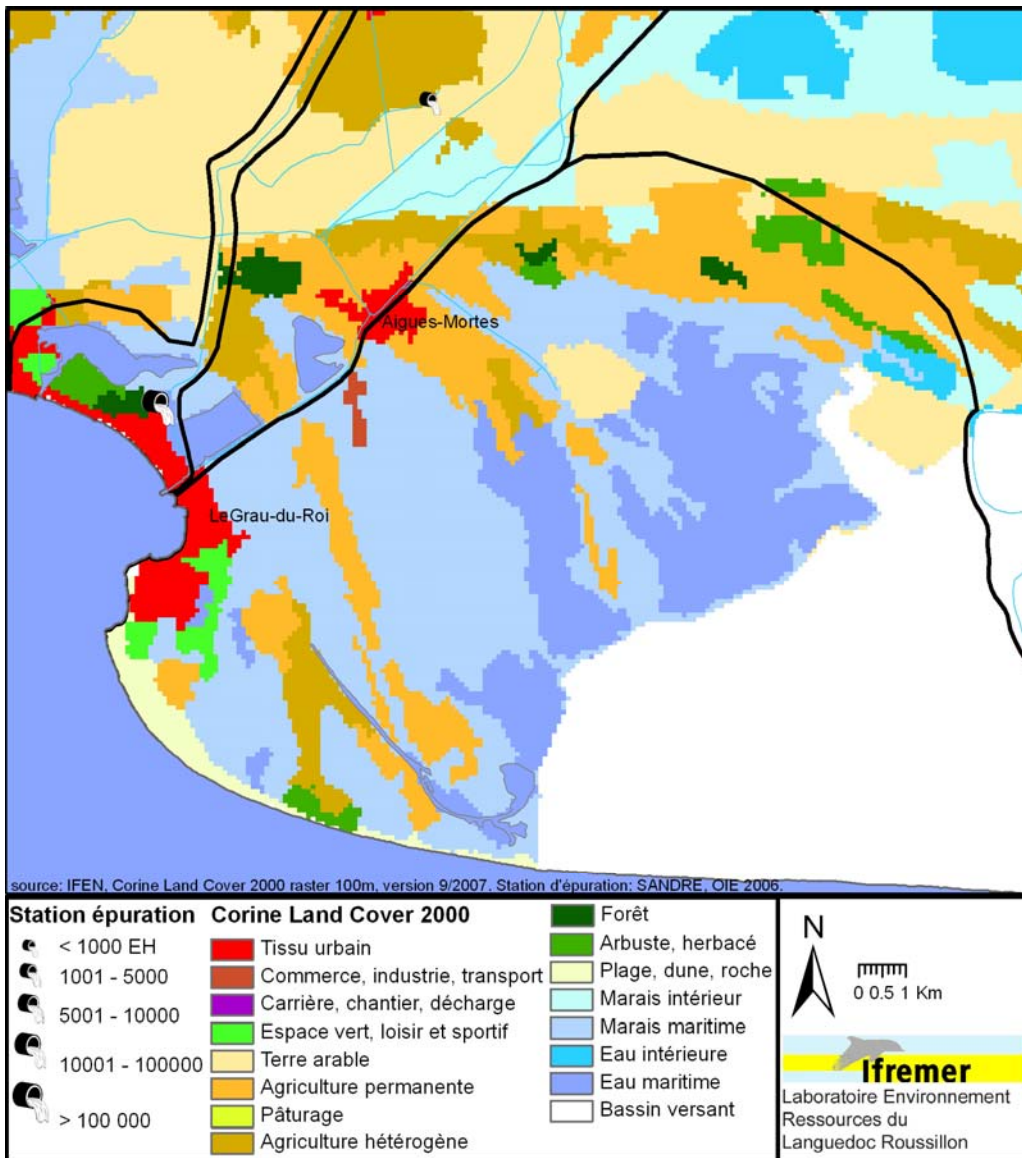 Aigues-Mortes
LeGrau-du-Roi
source: IFEN, Corine Land Cover 2000 raster 100m, version 9/2007. Station d'épuration: SANDRE, OIE 2006.
Station épuration
< 1000 EH
1001 - 5000
5001 - 10000
10001 - 100000
> 100 000
Corine Land Cover 2000
Tissu urbain
Commerce, industrie, transport
Carrière, chantier, décharge
Espace vert, loisir et sportif
Terre arable
Agriculture permanente
Pâturage
Agriculture hétérogène
Forêt
Arbuste, herbacé
Plage, dune, roche
Marais intérieur
Marais maritime
Eau intérieure
Eau maritime
Bassin versant
N
0 0.5 1 Km
Ifremer
Laboratoire Environnement
Ressources du
Languedoc Roussillon